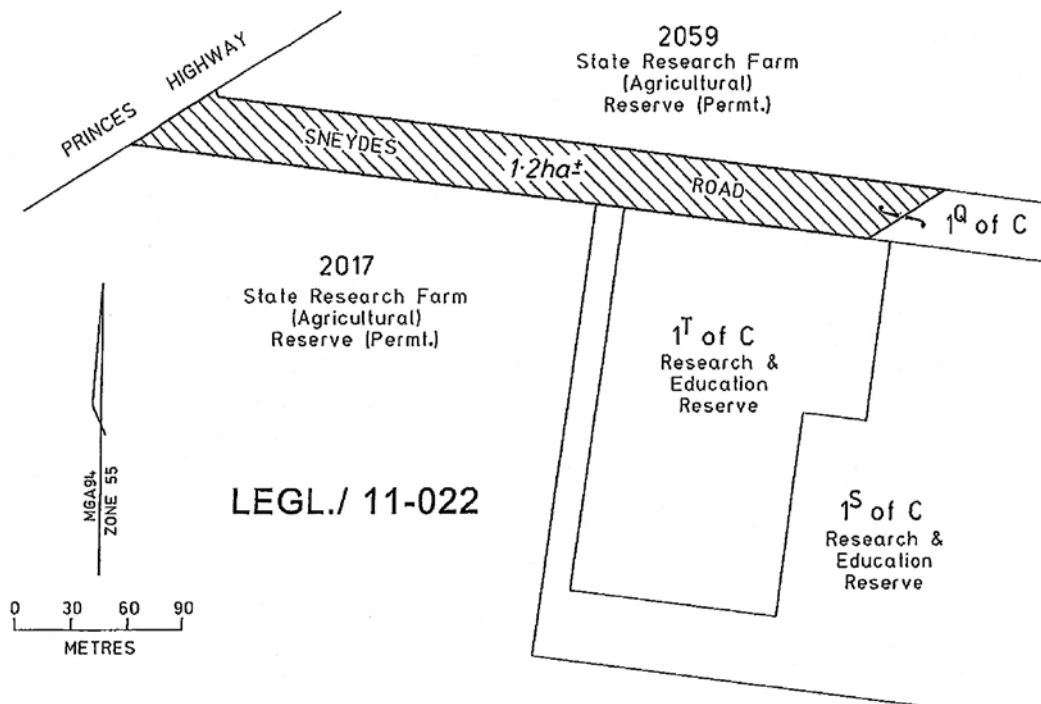 PRINCES HIGHWAY
2059
State Research Farm
(Agricultural)
Reserve (Permt.)
SNEYDES
1·2ha±
ROAD
1Q of C
2017
State Research Farm
(Agricultural)
Reserve (Permt.)
1T of C
Research &
Education
Reserve
MGA94
ZONE 55
LEGL./ 11-022
1S of C
Research &
Education
Reserve
0 30 60 90
METRES